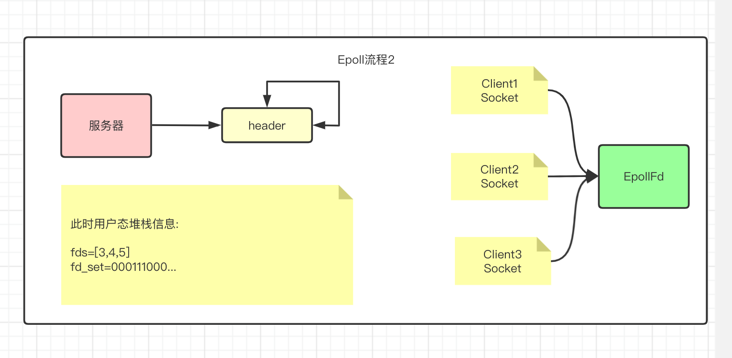 Epoll流程2
服务器
header
Client1
Socket
Client2
Socket
Client3
Socket
EpollFd
此时用户态堆栈信息:
fds=[3,4,5]
fd_set=000111000...